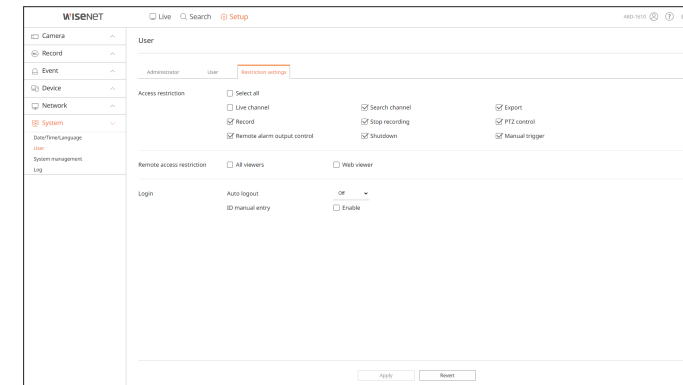 WISENET Live Search Setup ARD-1610 ?
Camera
Record
Event
Device
Network
System
Date/Time/Language
User
System management
Log
User
Administrator User Restriction settings
Access restriction Select all
Live channel Search channel Export
Record Stop recording PTZ control
Remote alarm output control Shutdown Manual trigger
Remote access restriction All viewers Web viewer
Login Auto logout Off
ID manual entry Enable
Apply Revert